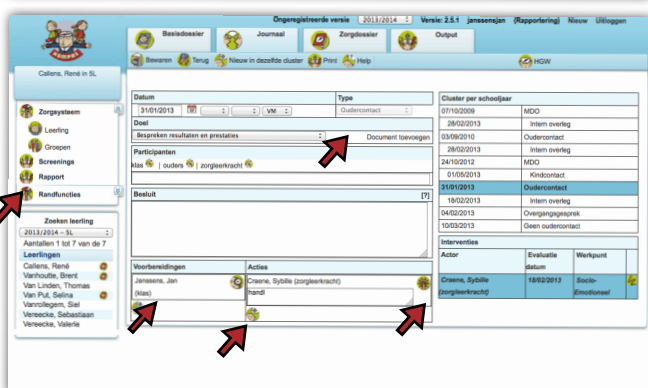 Ongeregistreerde versie 2013/2014 Versie: 2.5.1 janssensjan (Rapportering) Nieuw Uitloggen
Basisdossier Journaal Zorgdossier Output
Bewaren Terug Nieuw in dezelfde cluster Print Help HGW
Callens, René in 5L
Zorgsysteem
Leerling
Groepen
Screenings
Rapport
Randfuncties
Zoeken leerling
2013/2014 - 5L
Aantallen 1 tot 7 van de 7
Leerlingen
Callens, René
Vanhoutte, Brent
Van Linden, Thomas
Van Put, Selina
Vanrollegem, Siel
Vereecke, Sebastiaan
Vereecke, Valerie
Datum Type
31/01/2013 : : VM Oudercontact
Doel
Bespreken resultaten en prestaties Document toevoegen
Participanten
klas | ouders | zorgleerkracht
Besluit [?]
Voorbereidingen Acties
Janssens, Jan
(klas)
Craene, Sybille (zorgleerkracht)
handl
Cluster per schooljaar
07/10/2009 MDO
28/02/2013 Intern overleg
03/09/2010 Oudercontact
28/02/2013 Intern overleg
24/10/2012 MDO
01/05/2013 Kindcontact
31/01/2013 Oudercontact
18/02/2013 Intern overleg
04/02/2013 Overgangsgesprek
10/03/2013 Geen oudercontact
Interventies
Actor Evaluatie datum Werkpunt
Craene, Sybille (zorgleerkracht) 18/02/2013 Socio-Emotioneel